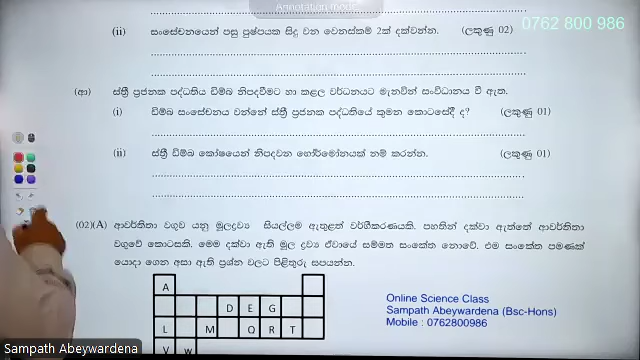 Annotation mode
0762 800 986
(ii) සංසේචනයෙන් පසු පුෂ්පයක සිදු වන වෙනස්කම් 2ක් දක්වන්න. (ලකුණු 02)
(ආ) ස්ත්‍රී ප්‍රජනක පද්ධතිය ඩිම්බ නිපදවීමට හා කළල වර්ධනයට මැනවින් සංවිධානය වී ඇත.
(i) ඩිම්බ සංසේචනය වන්නේ ස්ත්‍රී ප්‍රජනක පද්ධතියේ කුමන කොටසේදී ද? (ලකුණු 01)
(ii) ස්ත්‍රී ඩිම්බ කෝෂයෙන් නිපදවන හෝර්මෝනයක් නම් කරන්න. (ලකුණු 01)
(02)(A) ආවර්තිතා වගුව යනු මූලද්‍රව්‍ය සියල්ලම ඇතුළත් වර්ගීකරණයකි. පහතින් දක්වා ඇත්තේ ආවර්තිතා
වගුවේ කොටසකි. මෙම දක්වා ඇති මූල ද්‍රව්‍ය ඒවායේ සම්මත සංකේත නොවේ. එම සංකේත පමණක්
යොදා ගෙන අසා ඇති ප්‍රශ්න වලට පිළිතුරු සපයන්න.
A
D E G
L M Q R T
V W
Online Science Class
Sampath Abeywardena (Bsc-Hons)
Mobile : 0762800986
Sampath Abeywardena